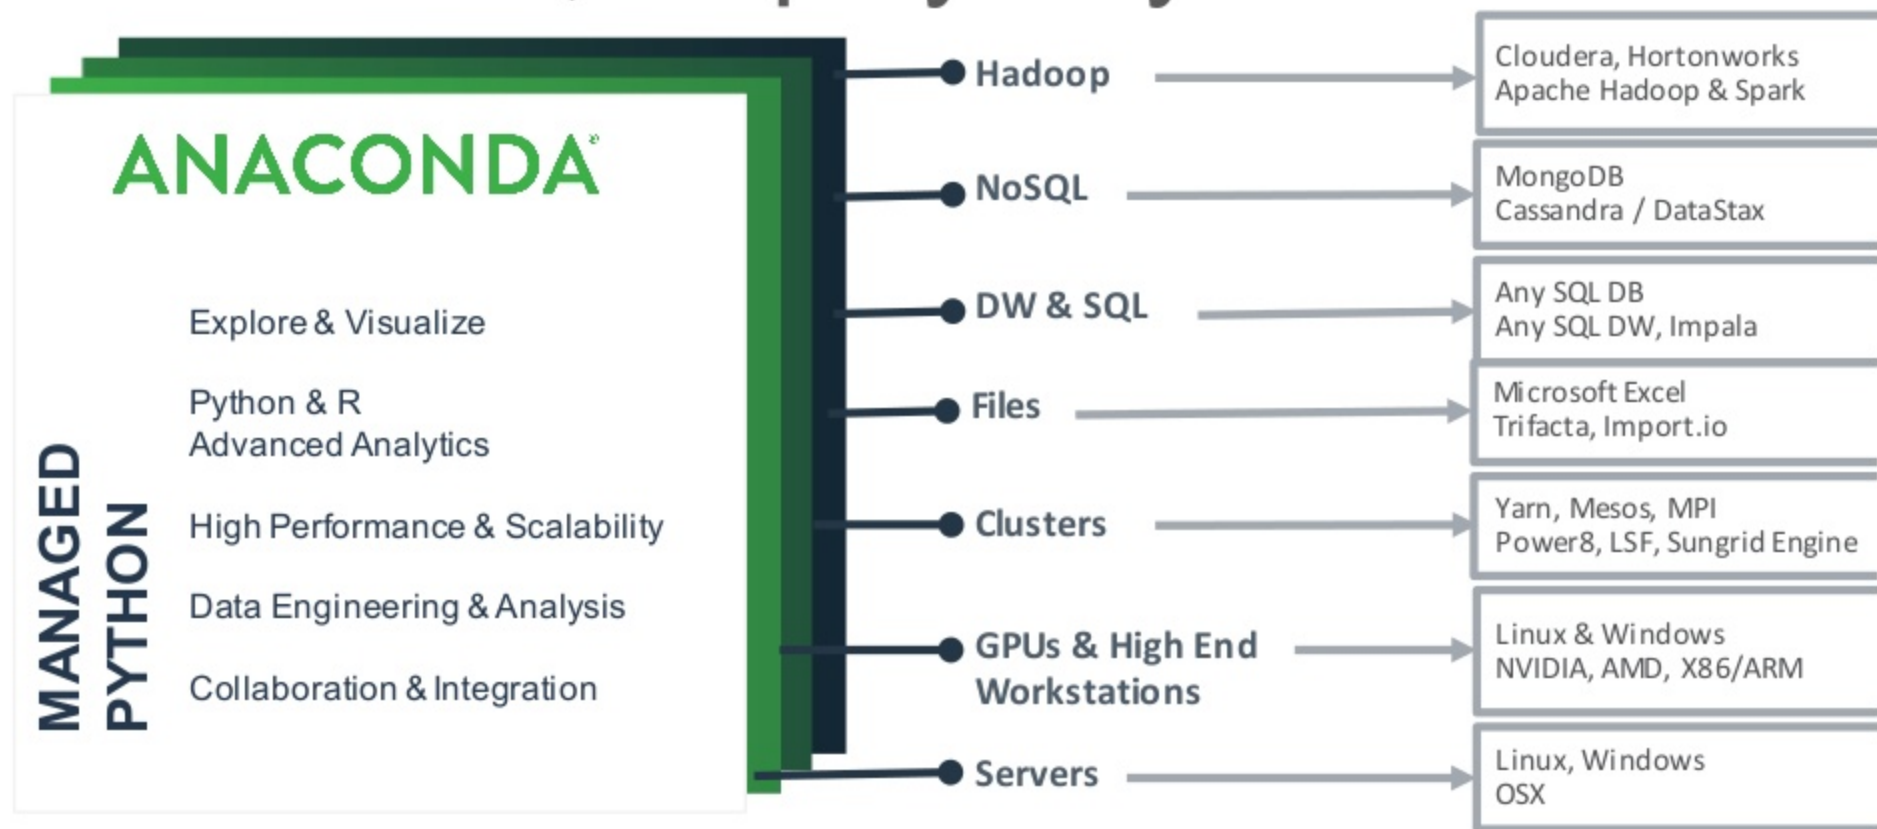 ANACONDA®
MANAGED
PYTHON
Explore & Visualize
Python & R
Advanced Analytics
High Performance & Scalability
Data Engineering & Analysis
Collaboration & Integration
Hadoop
Cloudera, Hortonworks
Apache Hadoop & Spark
NoSQL
MongoDB
Cassandra / DataStax
DW & SQL
Any SQL DB
Any SQL DW, Impala
Files
Microsoft Excel
Trifacta, Import.io
Clusters
Yarn, Mesos, MPI
Power8, LSF, Sungrid Engine
GPUs & High End
Workstations
Linux & Windows
NVIDIA, AMD, X86/ARM
Servers
Linux, Windows
OSX